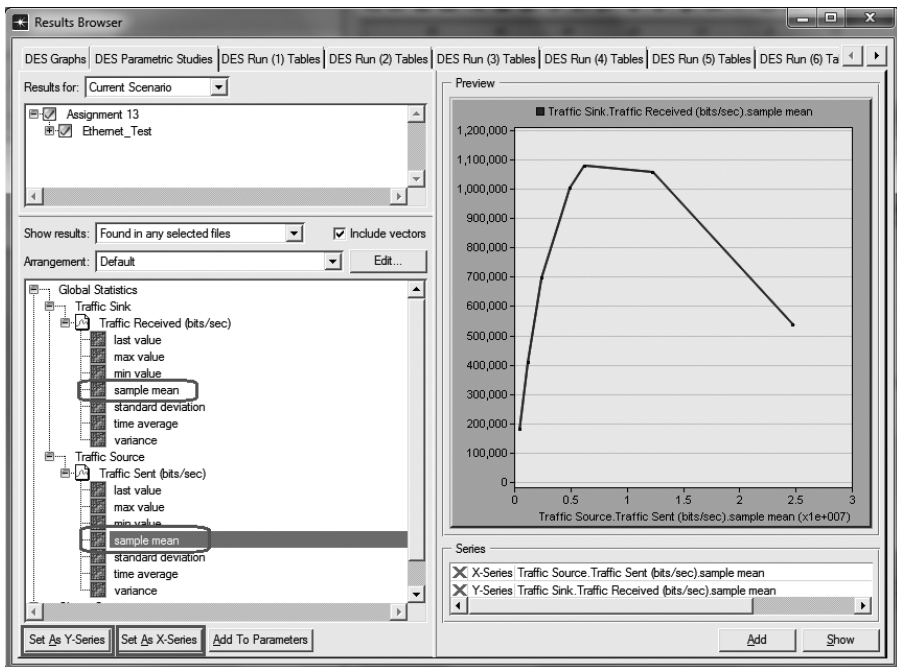 Results Browser
DES Graphs DES Parametric Studies DES Run (1) Tables DES Run (2) Tables DES Run (3) Tables DES Run (4) Tables DES Run (5) Tables DES Run (6) Ta
Results for: Current Scenario
Assignment 13
Ethernet_Test
Show results: Found in any selected files Include vectors
Arrangement: Default Edit...
Global Statistics
Traffic Sink
Traffic Received (bits/sec)
last value
max value
min value
sample mean
standard deviation
time average
variance
Traffic Source
Traffic Sent (bits/sec)
last value
max value
min value
sample mean
standard deviation
time average
variance
Set As Y-Series Set As X-Series Add To Parameters
Preview
Traffic Sink.Traffic Received (bits/sec).sample mean
1,200,000
1,100,000
1,000,000
900,000
800,000
700,000
600,000
500,000
400,000
300,000
200,000
100,000
0
0 0.5 1 1.5 2 2.5 3
Traffic Source.Traffic Sent (bits/sec).sample mean (x1e+007)
Series
X-Series Traffic Source.Traffic Sent (bits/sec).sample mean
Y-Series Traffic Sink.Traffic Received (bits/sec).sample mean
Add Show